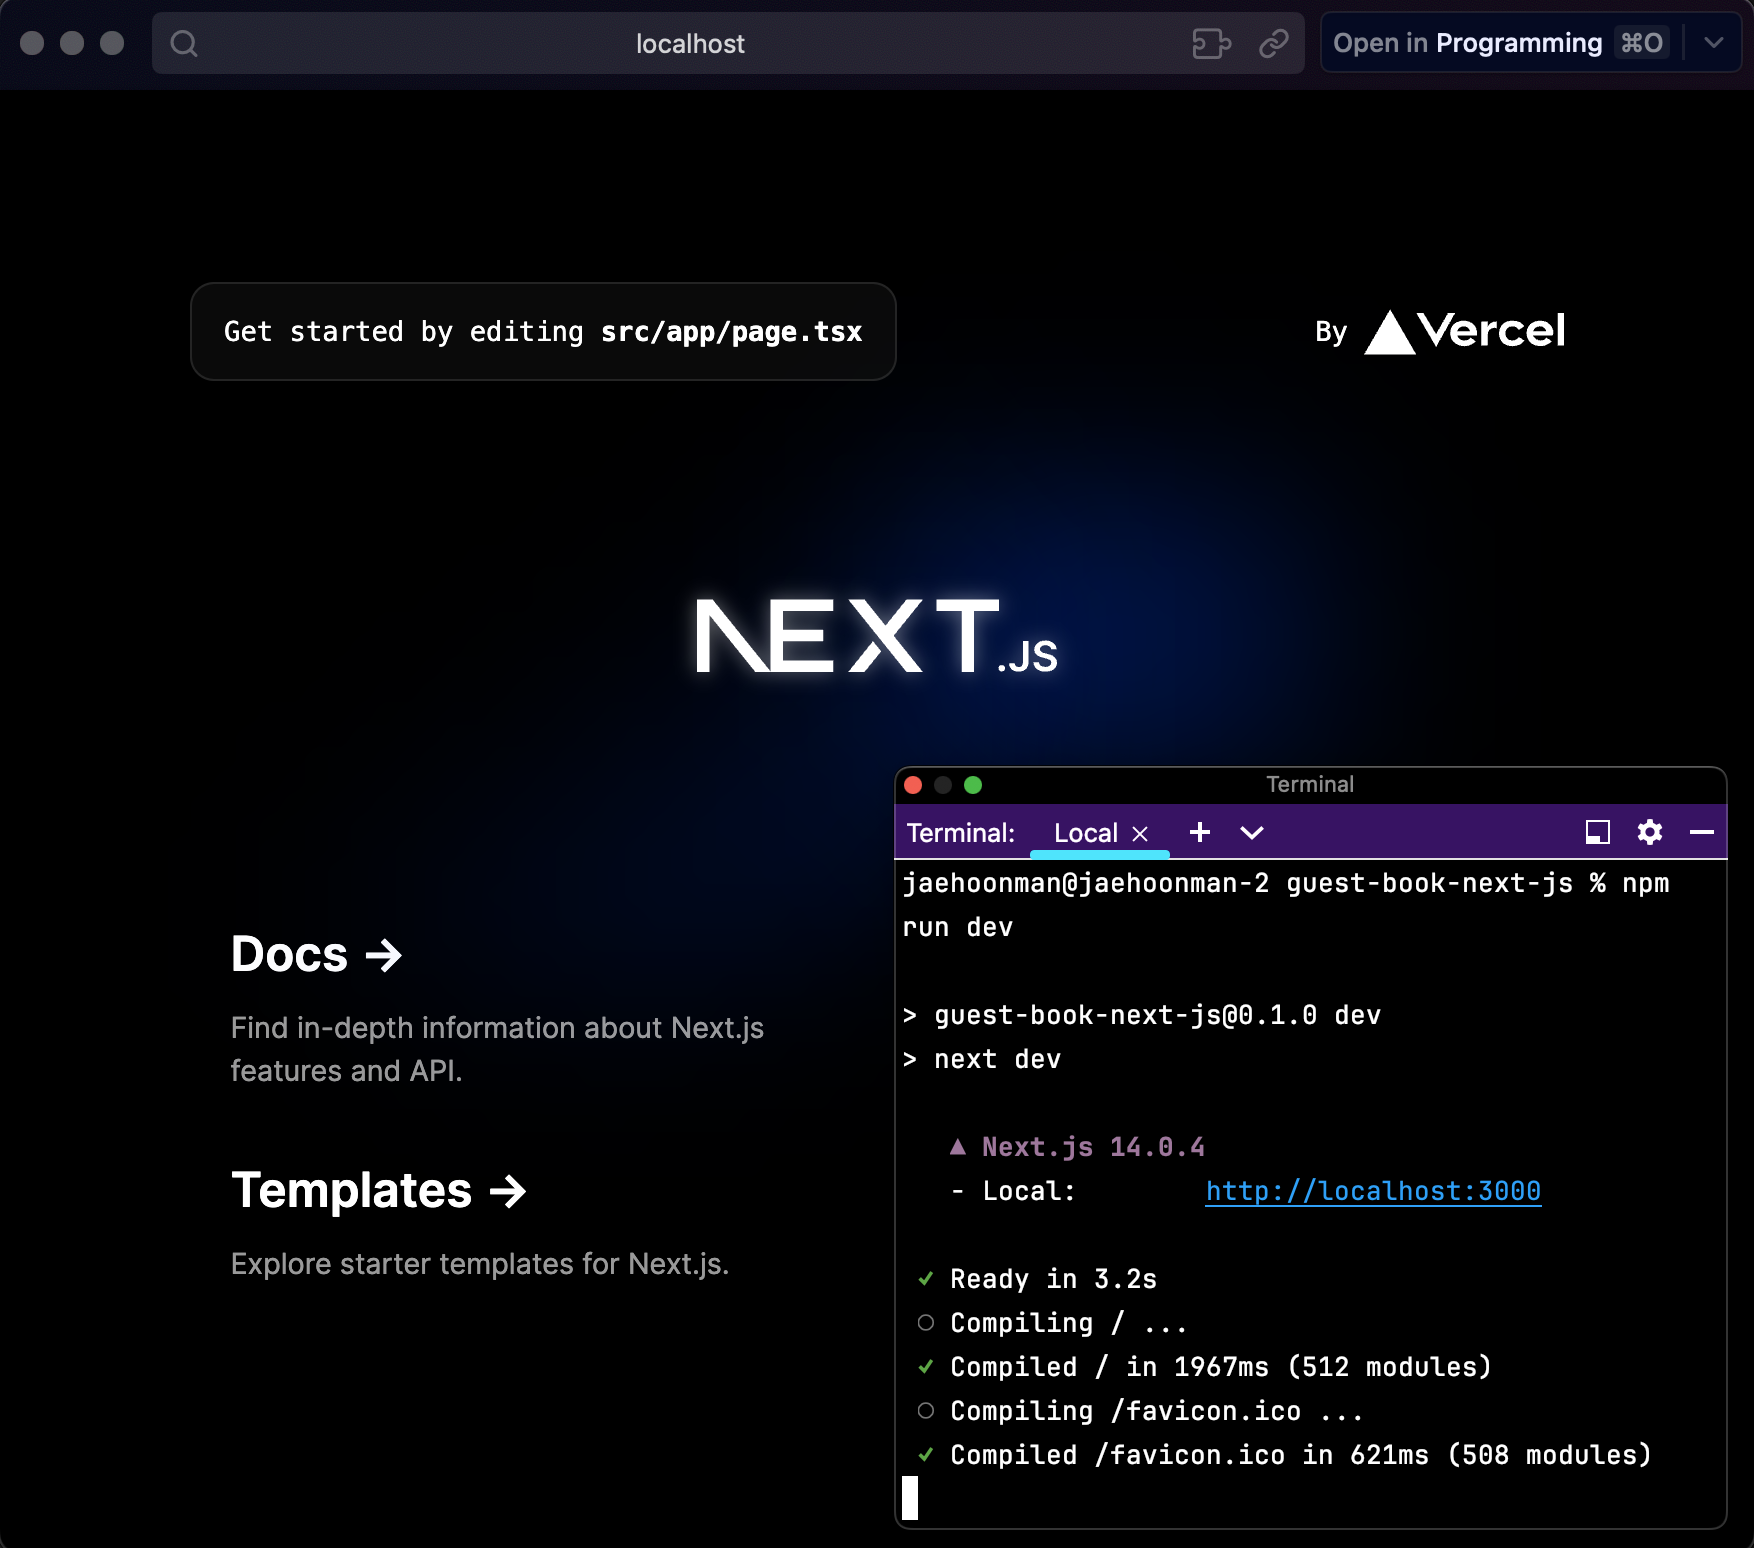 localhost
Open in Programming ⌘O
Get started by editing src/app/page.tsx
By Vercel
NEXT.JS
Docs →
Find in-depth information about Next.js
features and API.
Templates →
Explore starter templates for Next.js.
Terminal
Terminal: Local × +
jaehoonman@jaehoonman-2 guest-book-next-js % npm
run dev
> guest-book-next-js@0.1.0 dev
> next dev
▲ Next.js 14.0.4
- Local: http://localhost:3000
✓ Ready in 3.2s
○ Compiling / ...
✓ Compiled / in 1967ms (512 modules)
○ Compiling /favicon.ico ...
✓ Compiled /favicon.ico in 621ms (508 modules)